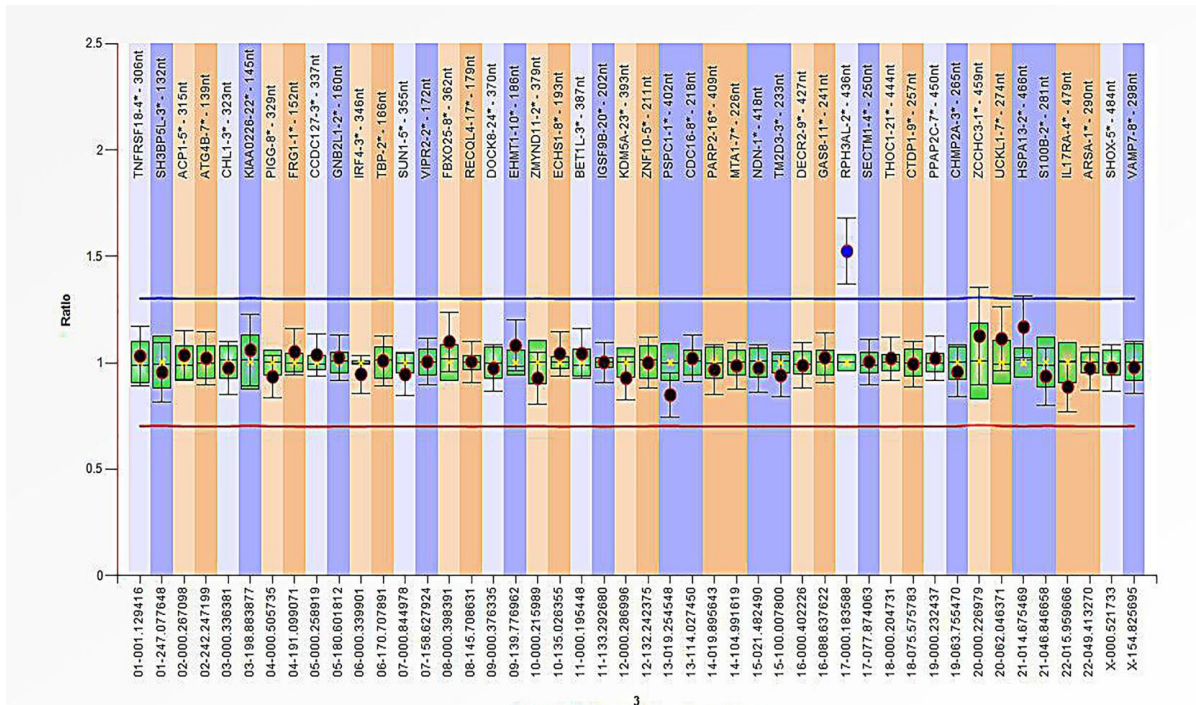 2.5
2
1.5
1
0.5
0
Ratio
TNFRSF18-4* - 306nt
SH3BP5L-3* - 132nt
ACP1-5* - 315nt
ATG4B-7* - 139nt
CHL1-3* - 323nt
KIAA0226-22* - 145nt
PIGG-8* - 329nt
FRG1-1* - 152nt
CCDC127-3* - 337nt
GNB2L1-2* - 160nt
IRF4-3* - 346nt
TBP-2* - 166nt
SUN1-5* - 355nt
VIPR2-2* - 172nt
FBXO25-8* - 362nt
RECQL4-17* - 179nt
DOCK8-24* - 370nt
EHMT1-10* - 186nt
ZMYND11-2* - 379nt
ECHS1-8* - 193nt
BET1L-3* - 387nt
IGSF9B-20* - 202nt
KDM5A-23* - 393nt
ZNF10-5* - 211nt
PSPC1-1* - 402nt
CDC16-8* - 218nt
PARP2-16* - 409nt
MTA1-7* - 226nt
NDN-1* - 418nt
TM2D3-3* - 233nt
DECR2-9* - 427nt
GAS8-11* - 241nt
RPH3AL-2* - 436nt
SECTM1-4* - 250nt
THOC1-21* - 444nt
CTDP1-9* - 257nt
PPAP2C-7* - 450nt
CHMP2A-3* - 265nt
ZCCHC3-1* - 459nt
UCKL1-7* - 274nt
HSPA13-2* - 466nt
S100B-2* - 281nt
IL17RA-4* - 479nt
ARSA-1* - 290nt
SHOX-5* - 484nt
VAMP7-8* - 298nt
01-001.129416
01-247.077648
02-000.267098
02-242.247199
03-000.336381
03-198.883877
04-000.505735
04-191.099071
05-000.258919
05-180.601812
06-000.339901
06-170.707891
07-000.844978
07-158.627924
08-000.398391
08-145.708631
09-000.376335
09-139.776962
10-000.215989
10-135.026355
11-000.195448
11-133.292680
12-000.286996
12-132.242375
13-019.254548
13-114.027450
14-019.895643
14-104.991619
15-021.482490
15-100.007800
16-000.402226
16-088.637622
17-000.183588
17-077.874063
18-000.204731
18-075.575783
19-000.232437
19-063.755470
20-000.226979
20-062.046371
21-014.675469
21-046.846658
22-015.959666
22-049.413270
X-000.521733
X-154.825695
3